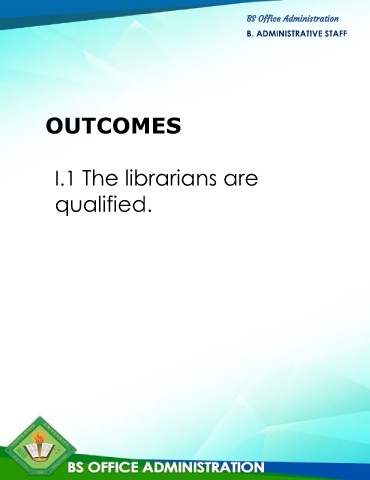 BS Office Administration
B. ADMINISTRATIVE STAFF
OUTCOMES
I.1 The librarians are
qualified.
BS OFFICE ADMINISTRATION